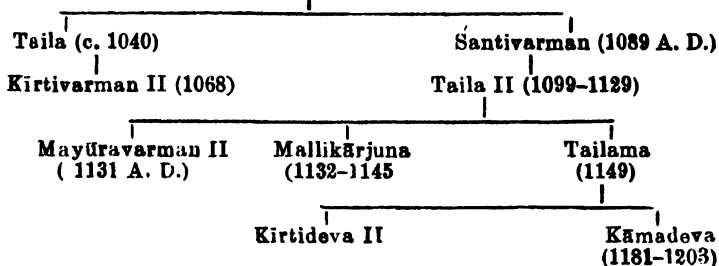 Taila (c. 1040) Śantivarman (1089 A. D.)
Kīrtivarman II (1068) Taila II (1099-1129)
Mayūravarman II Mallikārjuna Tailama
( 1131 A. D.) (1132-1145 (1149)
Kīrtideva II Kāmadeva
(1181-1203)